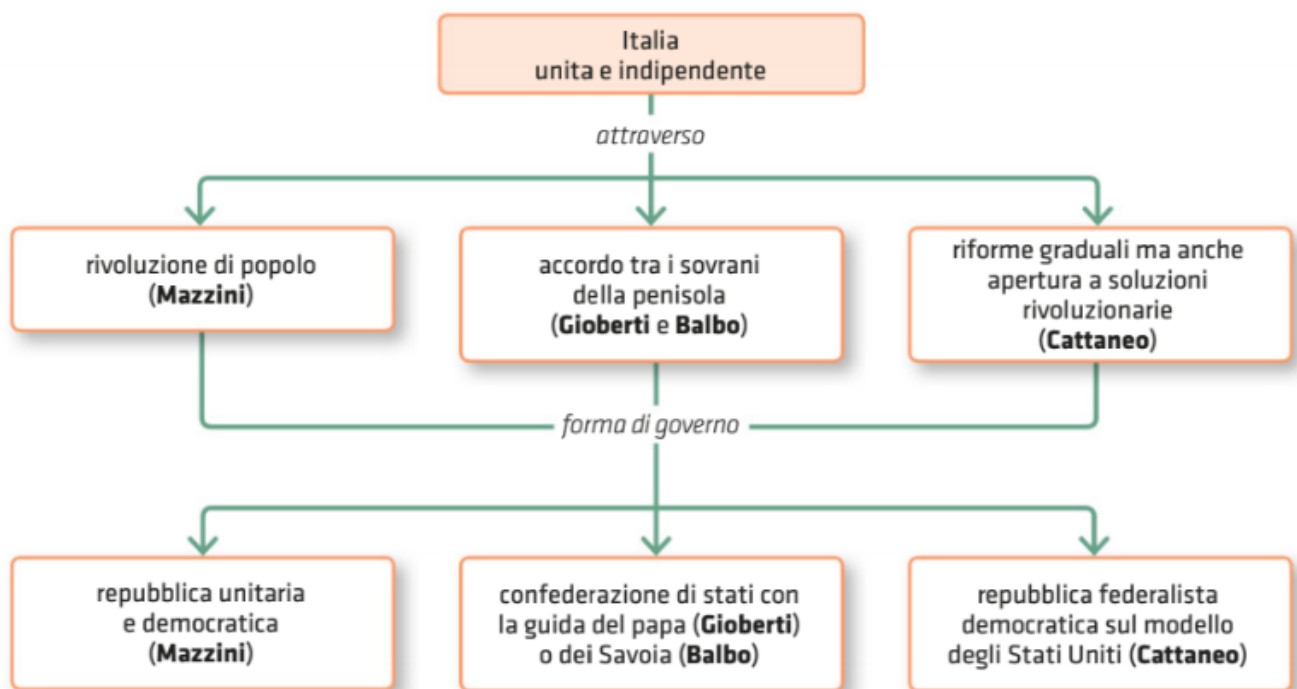 Italia
unita e indipendente
attraverso
rivoluzione di popolo
(Mazzini)
accordo tra i sovrani
della penisola
(Gioberti e Balbo)
riforme graduali ma anche
apertura a soluzioni
rivoluzionarie
(Cattaneo)
forma di governo
repubblica unitaria
e democratica
(Mazzini)
confederazione di stati con
la guida del papa (Gioberti)
o dei Savoia (Balbo)
repubblica federalista
democratica sul modello
degli Stati Uniti (Cattaneo)